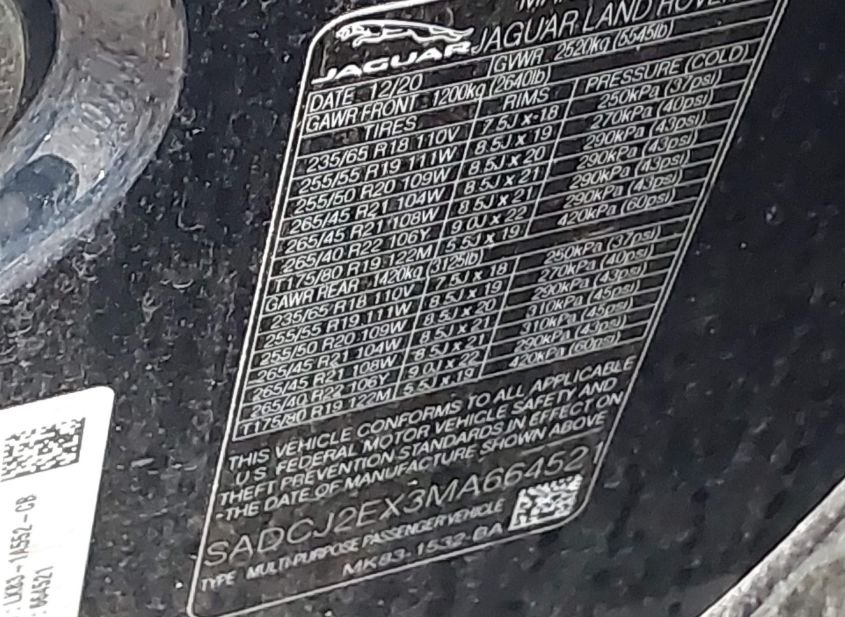 JAGUAR JAGUAR LAND ROVER
DATE 12/20 GVWR 2520kg (5545lb)
GAWR FRONT 1200kg (2640lb)
TIRES RIMS PRESSURE (COLD)
235/65 R18 110V 7.5J x 18 250kPa (37psi)
255/55 R19 111W 8.5J x 19 270kPa (40psi)
255/50 R20 109W 8.5J x 20 290kPa (43psi)
265/45 R21 104W 8.5J x 21 290kPa (43psi)
265/45 R21 108W 8.5J x 21 290kPa (43psi)
265/40 R22 106Y 9.0J x 22 290kPa (43psi)
T175/80 R19 122M 5.5J x 19 420kPa (60psi)
GAWR REAR 1420kg (3125lb)
235/65 R18 110V 7.5J x 18 250kPa (37psi)
255/55 R19 111W 8.5J x 19 270kPa (40psi)
255/50 R20 109W 8.5J x 20 290kPa (43psi)
265/45 R21 104W 8.5J x 21 310kPa (45psi)
265/45 R21 108W 8.5J x 21 310kPa (45psi)
265/40 R22 106Y 9.0J x 22 290kPa (43psi)
T175/80 R19 122M 5.5J x 19 420kPa (60psi)
THIS VEHICLE CONFORMS TO ALL APPLICABLE
U S FEDERAL MOTOR VEHICLE SAFETY AND
THEFT PREVENTION STANDARDS IN EFFECT ON
THE DATE OF MANUFACTURE SHOWN ABOVE
SADCJ2EX3MA664521
TYPE MULTI-PURPOSE PASSENGER VEHICLE
MK83-1532-BA
LK83-1A552-CB
664521